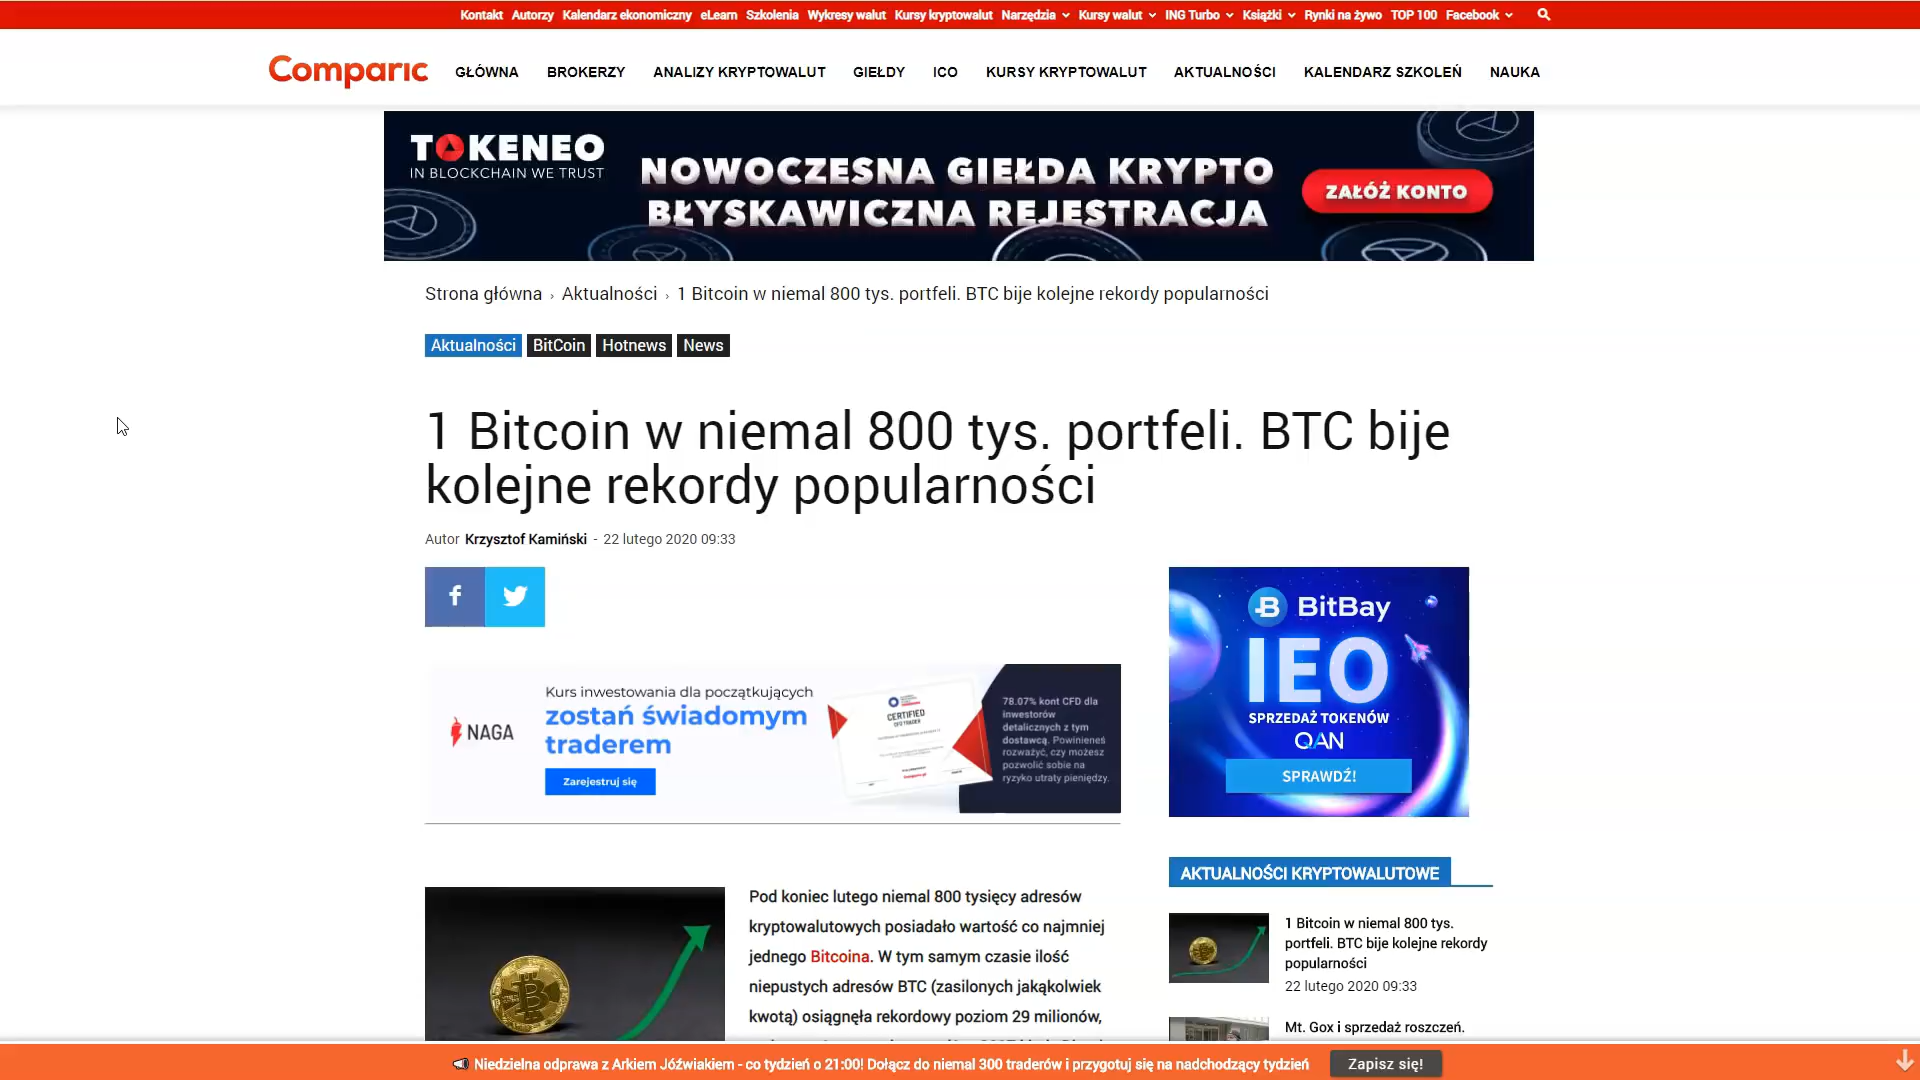 Kontakt Autorzy Kalendarz ekonomiczny eLearn Szkolenia Wykresy walut Kursy kryptowalut Narzędzia Kursy walut ING Turbo Książki Rynki na żywo TOP 100 Facebook
Comparic GŁÓWNA BROKERZY ANALIZY KRYPTOWALUT GIEŁDY ICO KURSY KRYPTOWALUT AKTUALNOŚCI KALENDARZ SZKOLEŃ NAUKA
TOKENEO
IN BLOCKCHAIN WE TRUST
NOWOCZESNA GIEŁDA KRYPTO
BŁYSKAWICZNA REJESTRACJA
ZAŁÓŻ KONTO
Strona główna › Aktualności › 1 Bitcoin w niemal 800 tys. portfeli. BTC bije kolejne rekordy popularności
Aktualności BitCoin Hotnews News
1 Bitcoin w niemal 800 tys. portfeli. BTC bije
kolejne rekordy popularności
Autor Krzysztof Kamiński - 22 lutego 2020 09:33
NAGA
Kurs inwestowania dla początkujących
zostań świadomym
traderem
Zarejestruj się
CERTIFIED
78.07% kont CFD dla
inwestorów
detalicznych z tym
dostawcą. Powinieneś
rozważyć, czy możesz
pozwolić sobie na
ryzyko utraty pieniędzy.
BitBay
IEO
SPRZEDAŻ TOKENÓW
QAN
SPRAWDŹ!
Pod koniec lutego niemal 800 tysięcy adresów
kryptowalutowych posiadało wartość co najmniej
jednego Bitcoina. W tym samym czasie ilość
niepustych adresów BTC (zasilonych jakąkolwiek
kwotą) osiągnęła rekordowy poziom 29 milionów,
AKTUALNOŚCI KRYPTOWALUTOWE
1 Bitcoin w niemal 800 tys.
portfeli. BTC bije kolejne rekordy
popularności
22 lutego 2020 09:33
Mt. Gox i sprzedaż roszczeń.
Niedzielna odprawa z Arkiem Jóźwiakiem - co tydzień o 21:00! Dołącz do niemal 300 traderów i przygotuj się na nadchodzący tydzień Zapisz się!